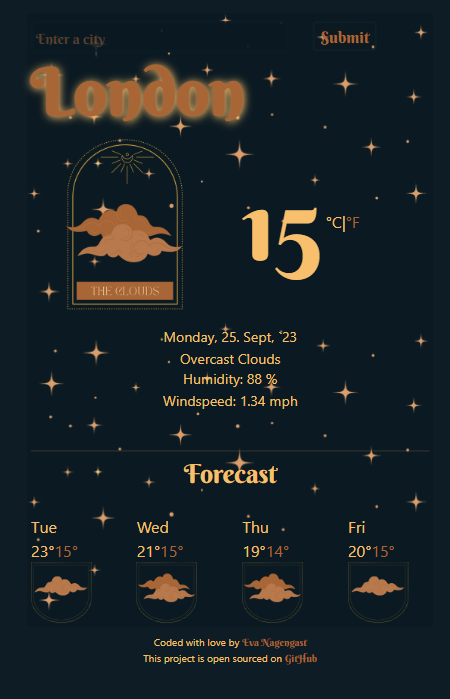 Enter a city
Submit
London
15 °C|°F
THE CLOUDS
Monday, 25. Sept, '23
Overcast Clouds
Humidity: 88 %
Windspeed: 1.34 mph
Forecast
Tue Wed Thu Fri
23°15° 21°15° 19°14° 20°15°
Coded with love by Eva Nagengast
This project is open sourced on GitHub